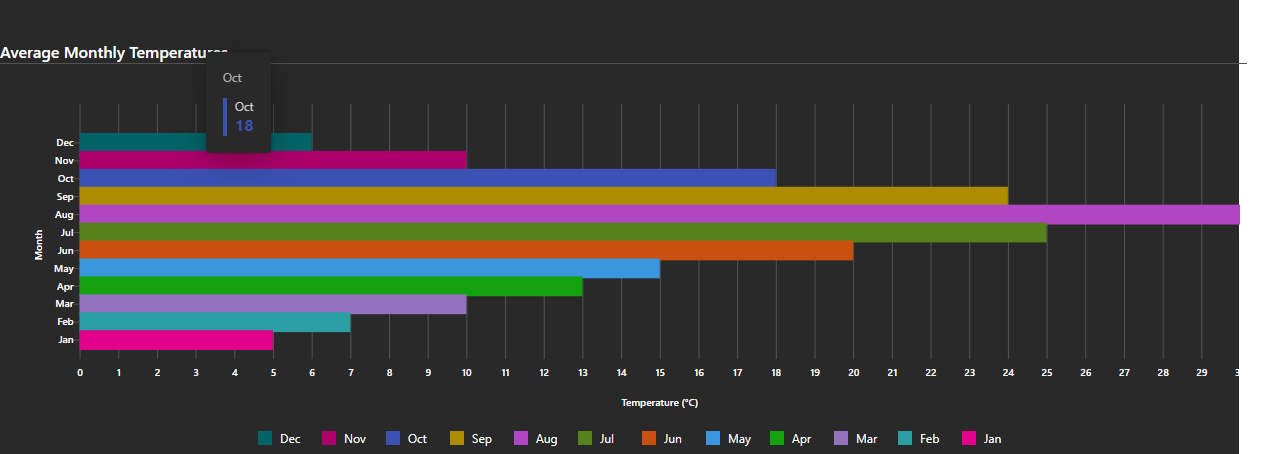 Average Monthly Temperatures
Oct
Oct
18
Dec
Nov
Oct
Sep
Aug
Jul
Jun
May
Apr
Mar
Feb
Jan
Month
0 1 2 3 4 5 6 7 8 9 10 11 12 13 14 15 16 17 18 19 20 21 22 23 24 25 26 27 28 29
Temperature (°C)
Dec Nov Oct Sep Aug Jul Jun May Apr Mar Feb Jan